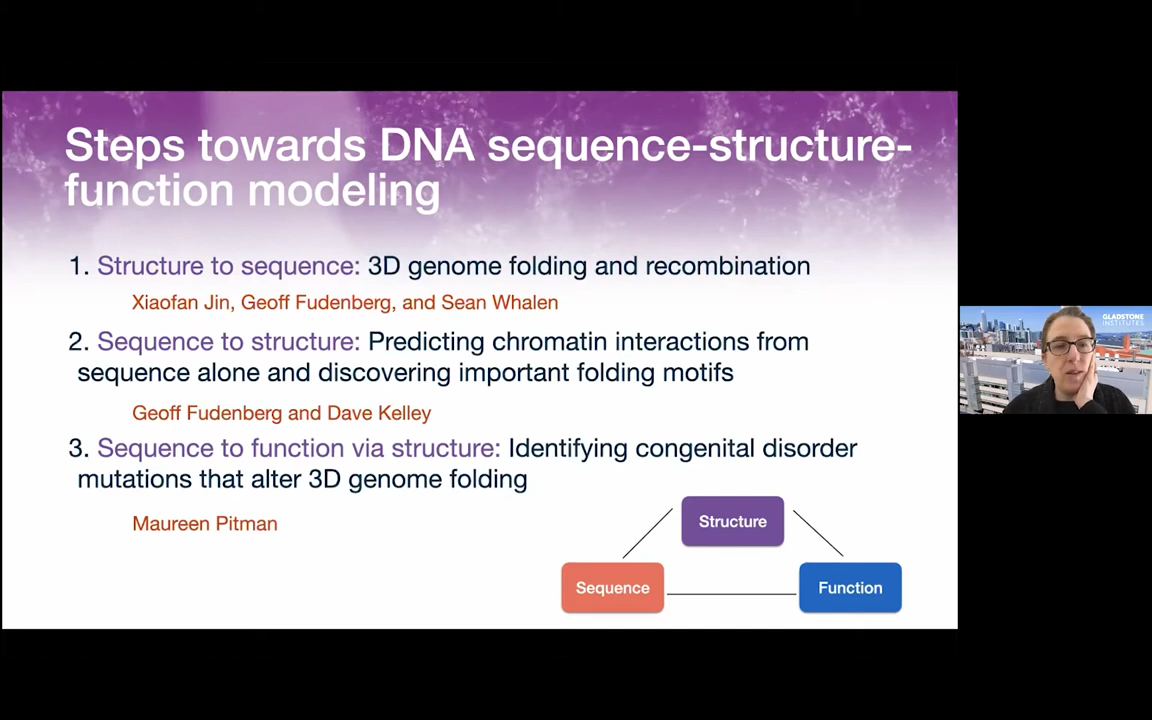 Steps towards DNA sequence-structure-
function modeling
1. Structure to sequence: 3D genome folding and recombination
Xiaofan Jin, Geoff Fudenberg, and Sean Whalen
2. Sequence to structure: Predicting chromatin interactions from
sequence alone and discovering important folding motifs
Geoff Fudenberg and Dave Kelley
3. Sequence to function via structure: Identifying congenital disorder
mutations that alter 3D genome folding
Maureen Pitman
Structure
Sequence
Function
GLADSTONE
INSTITUTES